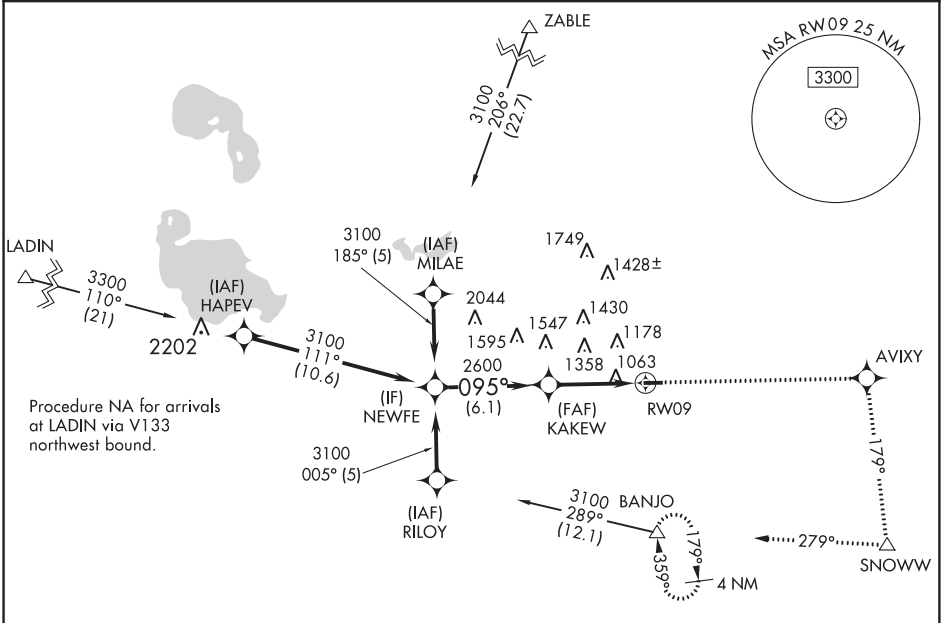 ZABLE
3100
206°
(22.7)
MSA RW09 25 NM
3300
LADIN
3300
110°
(21)
(IAF)
HAPEV
2202
3100
111°
(10.6)
3100
185° (5)
(IAF)
MILAE
1749
1428±
2044
1595
1547
1430
1358
1178
1063
2600
095°
(6.1)
(IF)
NEWFE
(FAF)
KAKEW
RW09
AVIXY
Procedure NA for arrivals
at LADIN via V133
northwest bound.
3100
005° (5)
(IAF)
RILOY
3100
289°
(12.1)
BANJO
179°
359°
4 NM
179°
279°
SNOWW